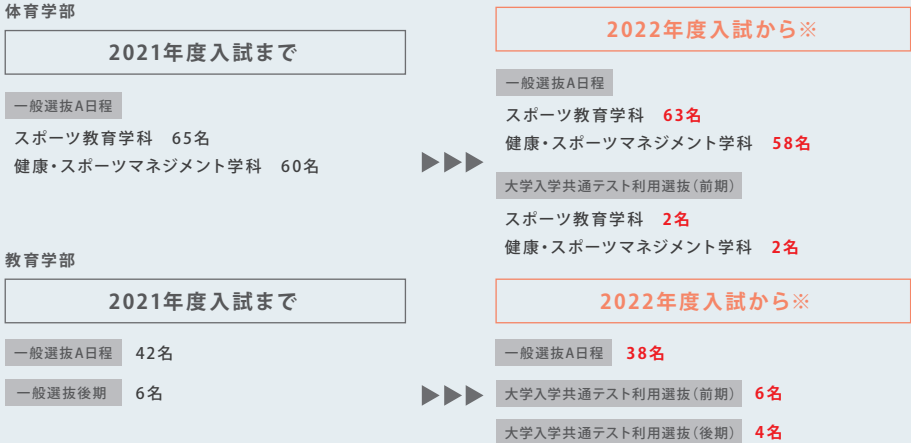 体育学部
2021年度入試まで
一般選抜A日程
スポーツ教育学科 65名
健康・スポーツマネジメント学科 60名
▶▶▶
2022年度入試から※
一般選抜A日程
スポーツ教育学科 63名
健康・スポーツマネジメント学科 58名
大学入学共通テスト利用選抜（前期）
スポーツ教育学科 2名
健康・スポーツマネジメント学科 2名
教育学部
2021年度入試まで
一般選抜A日程 42名
一般選抜後期 6名
▶▶▶
2022年度入試から※
一般選抜A日程 38名
大学入学共通テスト利用選抜（前期） 6名
大学入学共通テスト利用選抜（後期） 4名